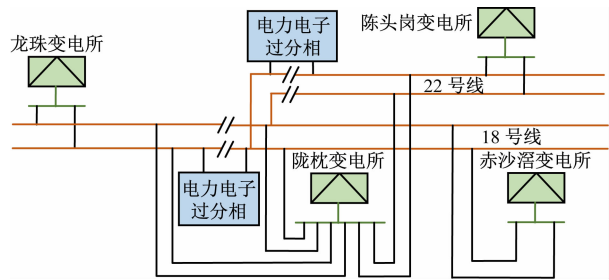 龙珠变电所
电力电子
过分相
陈头岗变电所
22 号线
18 号线
电力电子
过分相
陇枕变电所
赤沙滘变电所